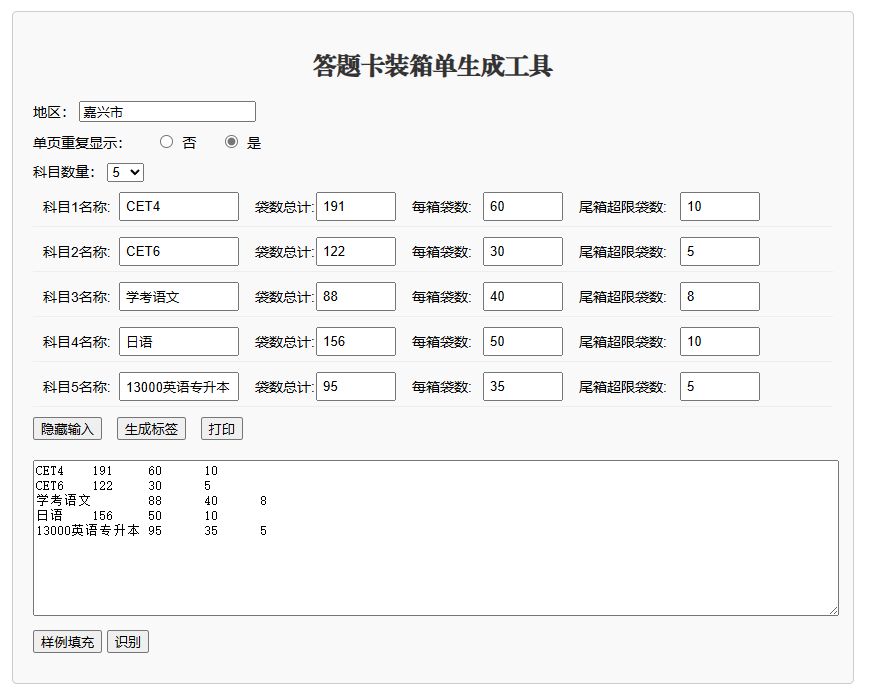 答题卡装箱单生成工具
地区： 嘉兴市
单页重复显示： 否 是
科目数量： 5
科目1名称: CET4 袋数总计: 191 每箱袋数: 60 尾箱超限袋数: 10
科目2名称: CET6 袋数总计: 122 每箱袋数: 30 尾箱超限袋数: 5
科目3名称: 学考语文 袋数总计: 88 每箱袋数: 40 尾箱超限袋数: 8
科目4名称: 日语 袋数总计: 156 每箱袋数: 50 尾箱超限袋数: 10
科目5名称: 13000英语专升本 袋数总计: 95 每箱袋数: 35 尾箱超限袋数: 5
隐藏输入 生成标签 打印
CET4 191 60 10
CET6 122 30 5
学考语文 88 40 8
日语 156 50 10
13000英语专升本 95 35 5
样例填充 识别